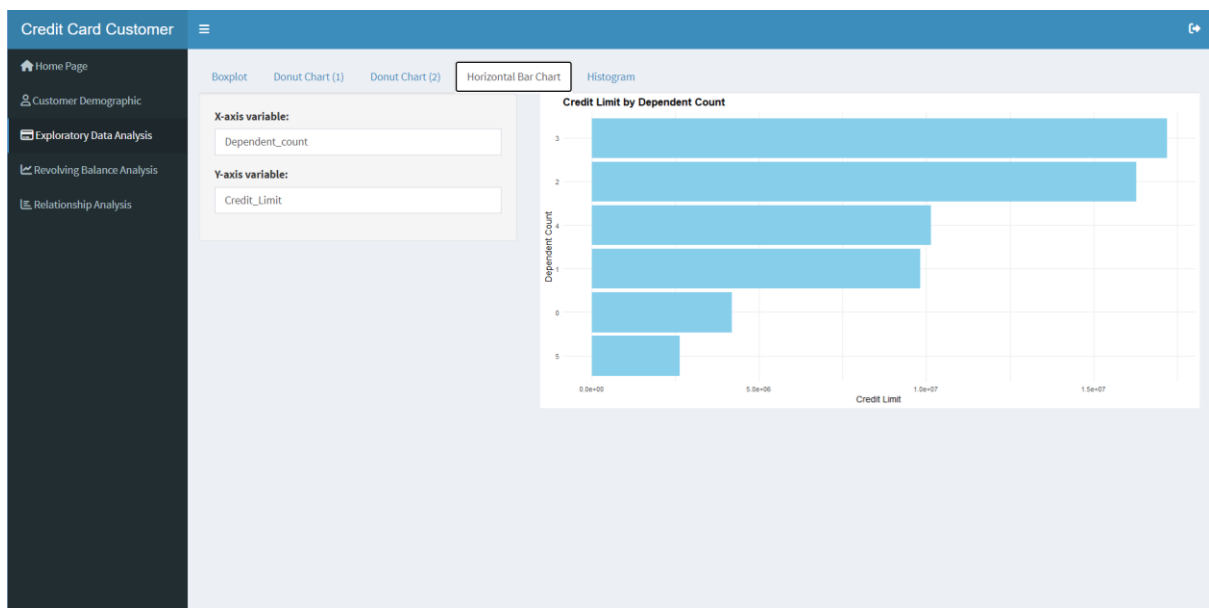 Credit Card Customer
Home Page
Customer Demographic
Exploratory Data Analysis
Revolving Balance Analysis
Relationship Analysis
Boxplot
Donut Chart (1)
Donut Chart (2)
Horizontal Bar Chart
Histogram
X-axis variable:
Dependent_count
Y-axis variable:
Credit_Limit
Credit Limit by Dependent Count
Dependent Count
3
2
4
1
0
5
0.0e+00
5.0e+06
1.0e+07
1.5e+07
Credit Limit